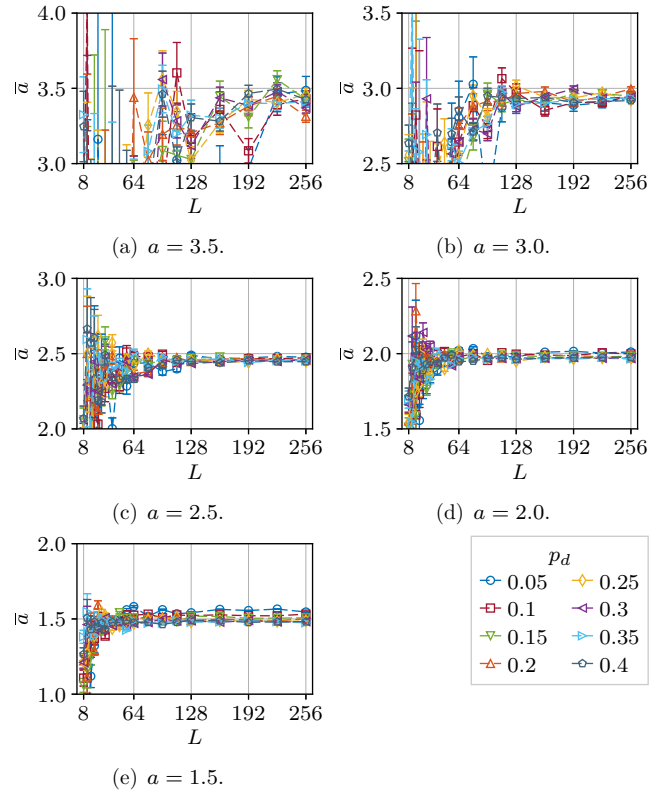 4.0
3.5
3.0
a
8 64 128 192 256
L
(a) a = 3.5.
3.5
3.0
2.5
a
8 64 128 192 256
L
(b) a = 3.0.
3.0
2.5
2.0
a
8 64 128 192 256
L
(c) a = 2.5.
2.5
2.0
1.5
a
8 64 128 192 256
L
(d) a = 2.0.
2.0
1.5
1.0
a
8 64 128 192 256
L
(e) a = 1.5.
p_d
0.05 0.25
0.1 0.3
0.15 0.35
0.2 0.4